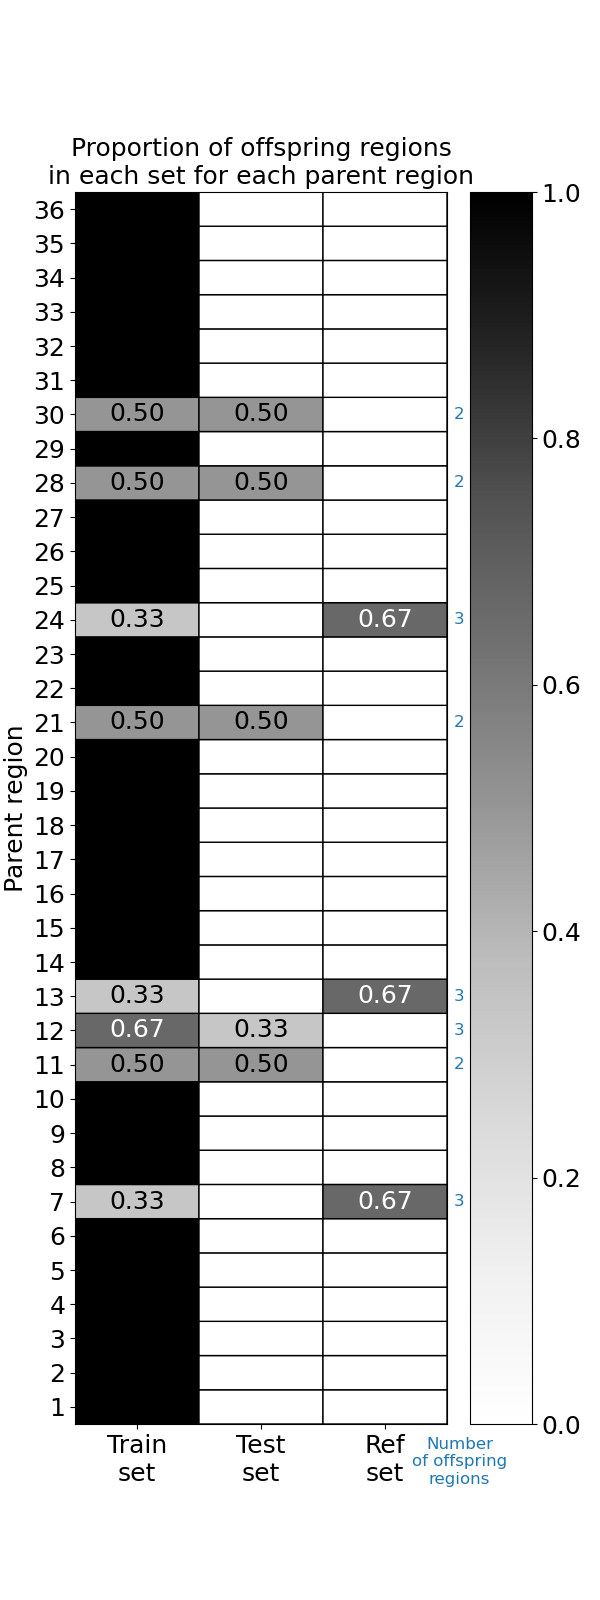 Proportion of offspring regions
in each set for each parent region
36
35
34
33
32
31
30 0.50 0.50 2
29
28 0.50 0.50 2
27
26
25
24 0.33 0.67 3
23
22
21 0.50 0.50 2
20
19
18
17
16
15
14
13 0.33 0.67 3
12 0.67 0.33 3
11 0.50 0.50 2
10
9
8
7 0.33 0.67 3
6
5
4
3
2
1
Parent region
Train
set
Test
set
Ref
set
Number
of offspring
regions
1.0
0.8
0.6
0.4
0.2
0.0